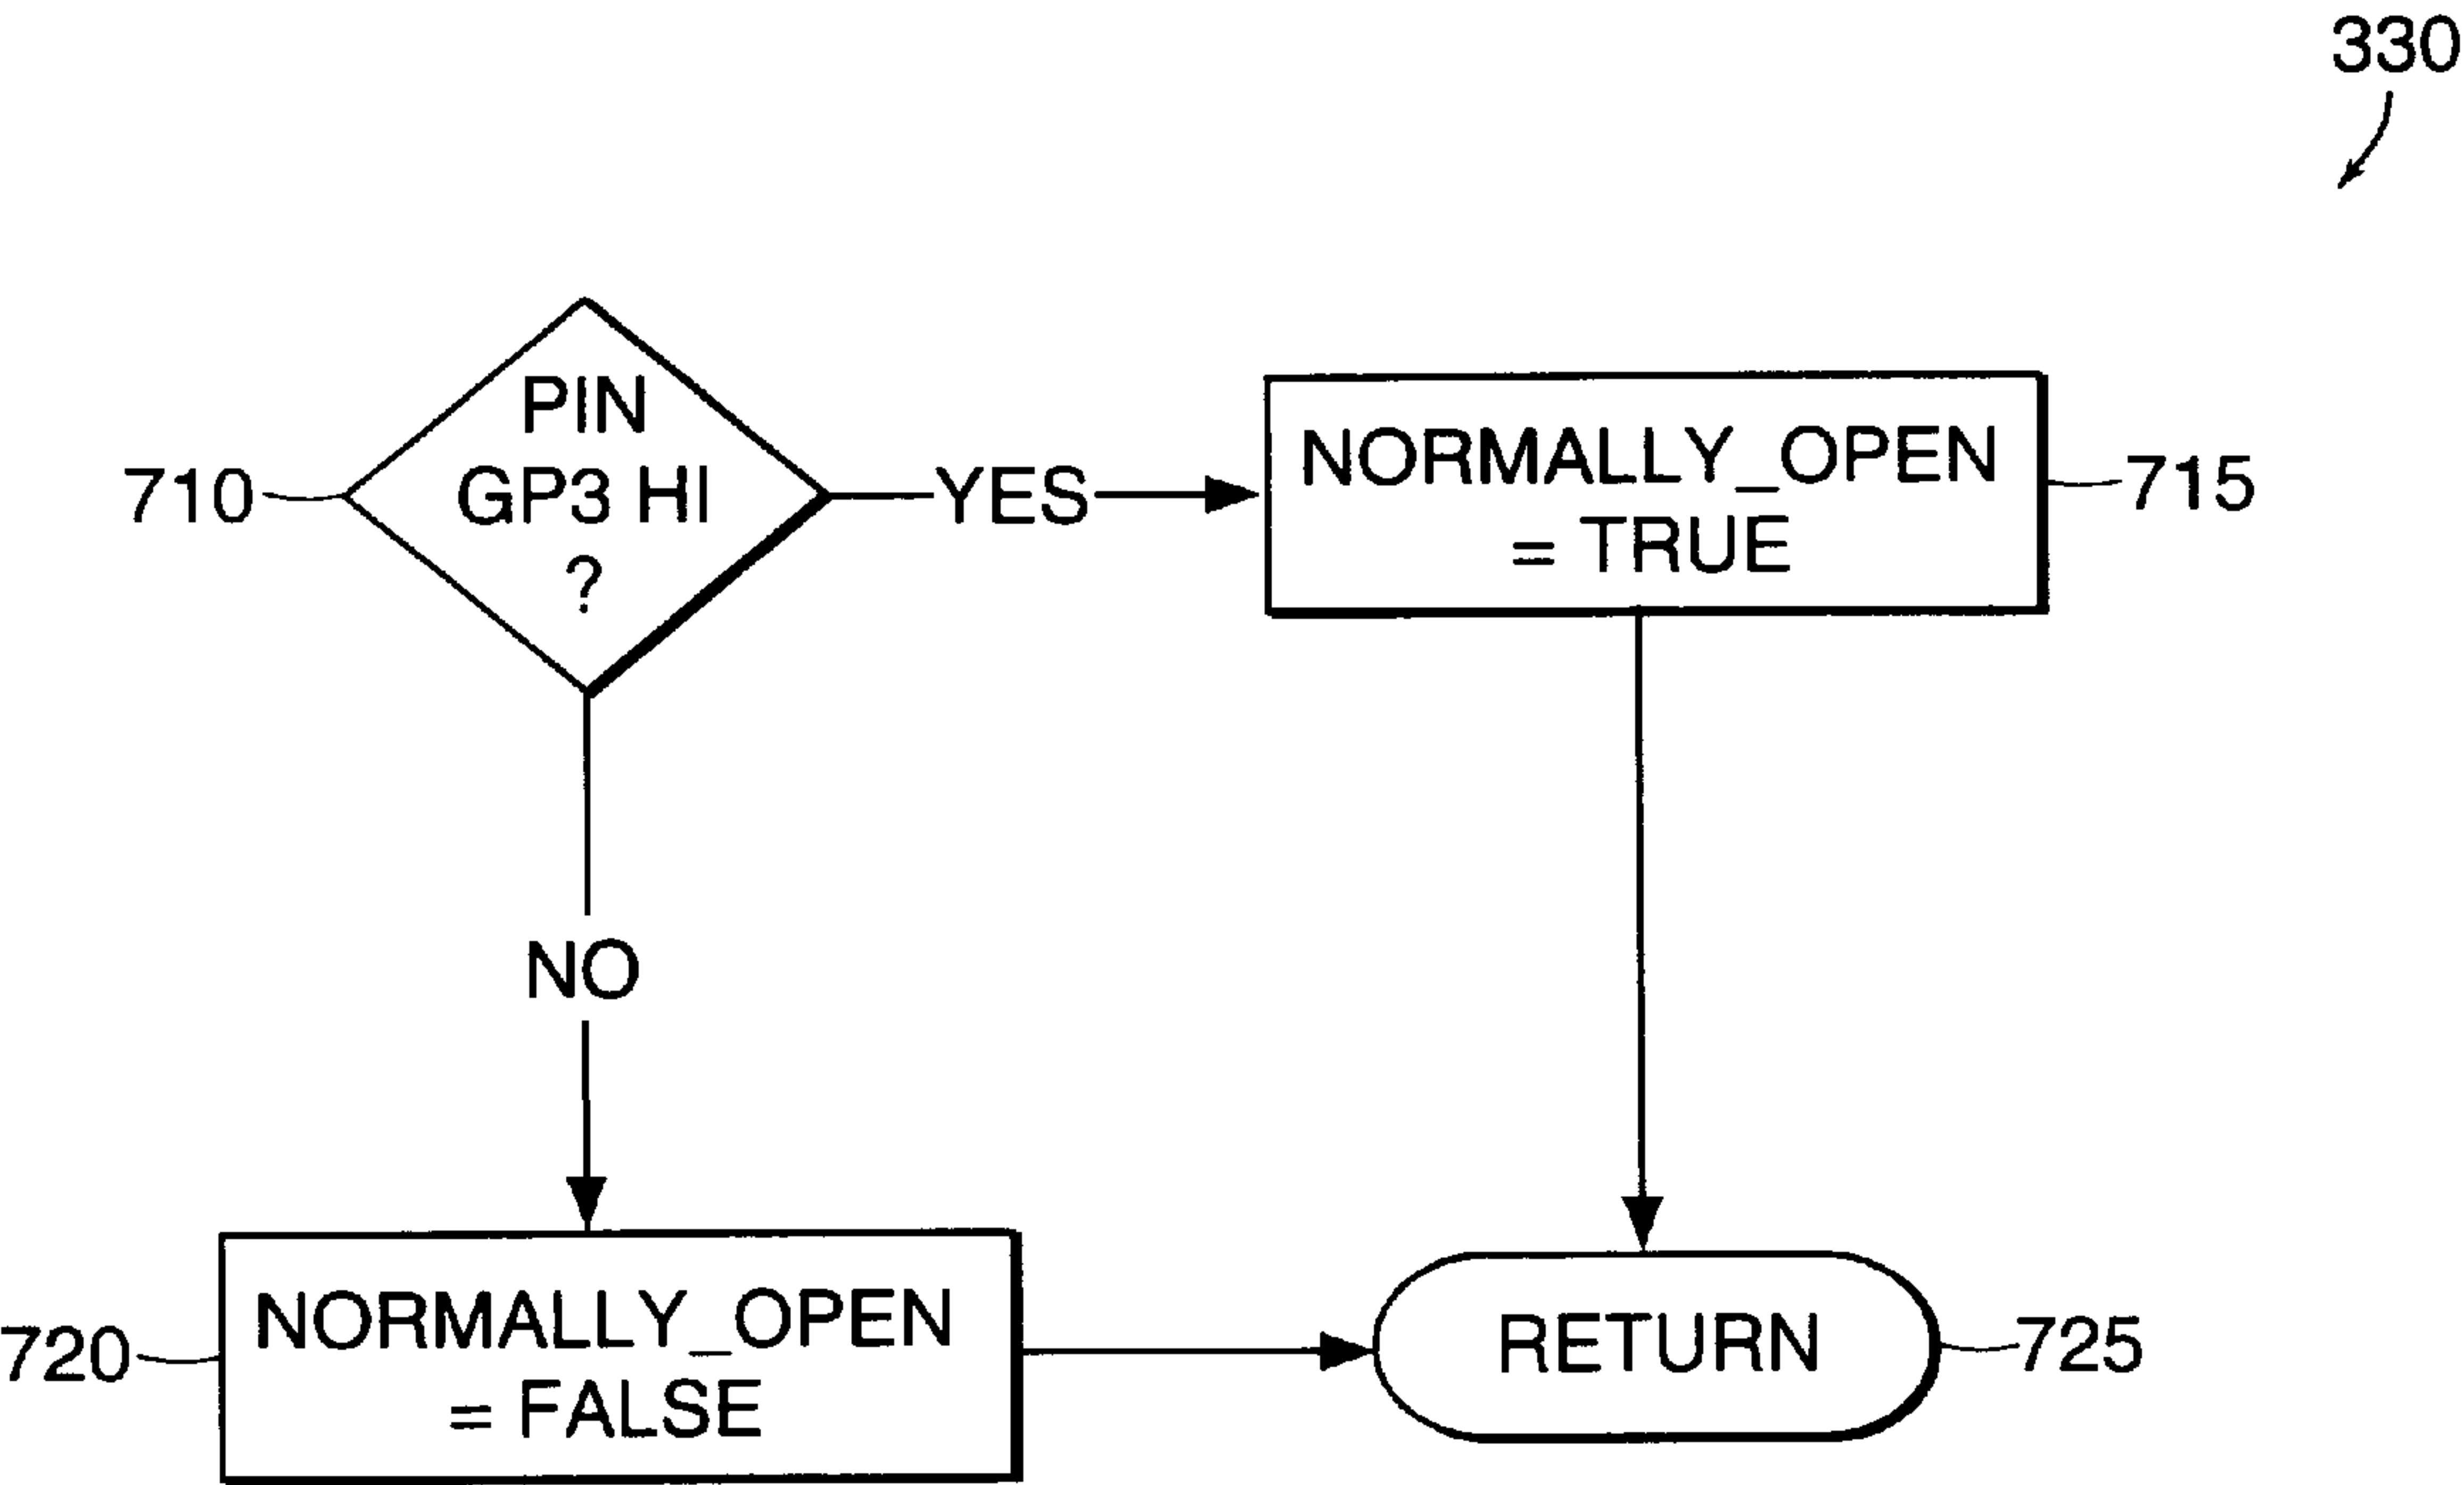 330
PIN
GP3 HI
?
710
YES
NORMALLY_OPEN
= TRUE
715
NO
NORMALLY_OPEN
= FALSE
720
RETURN
725